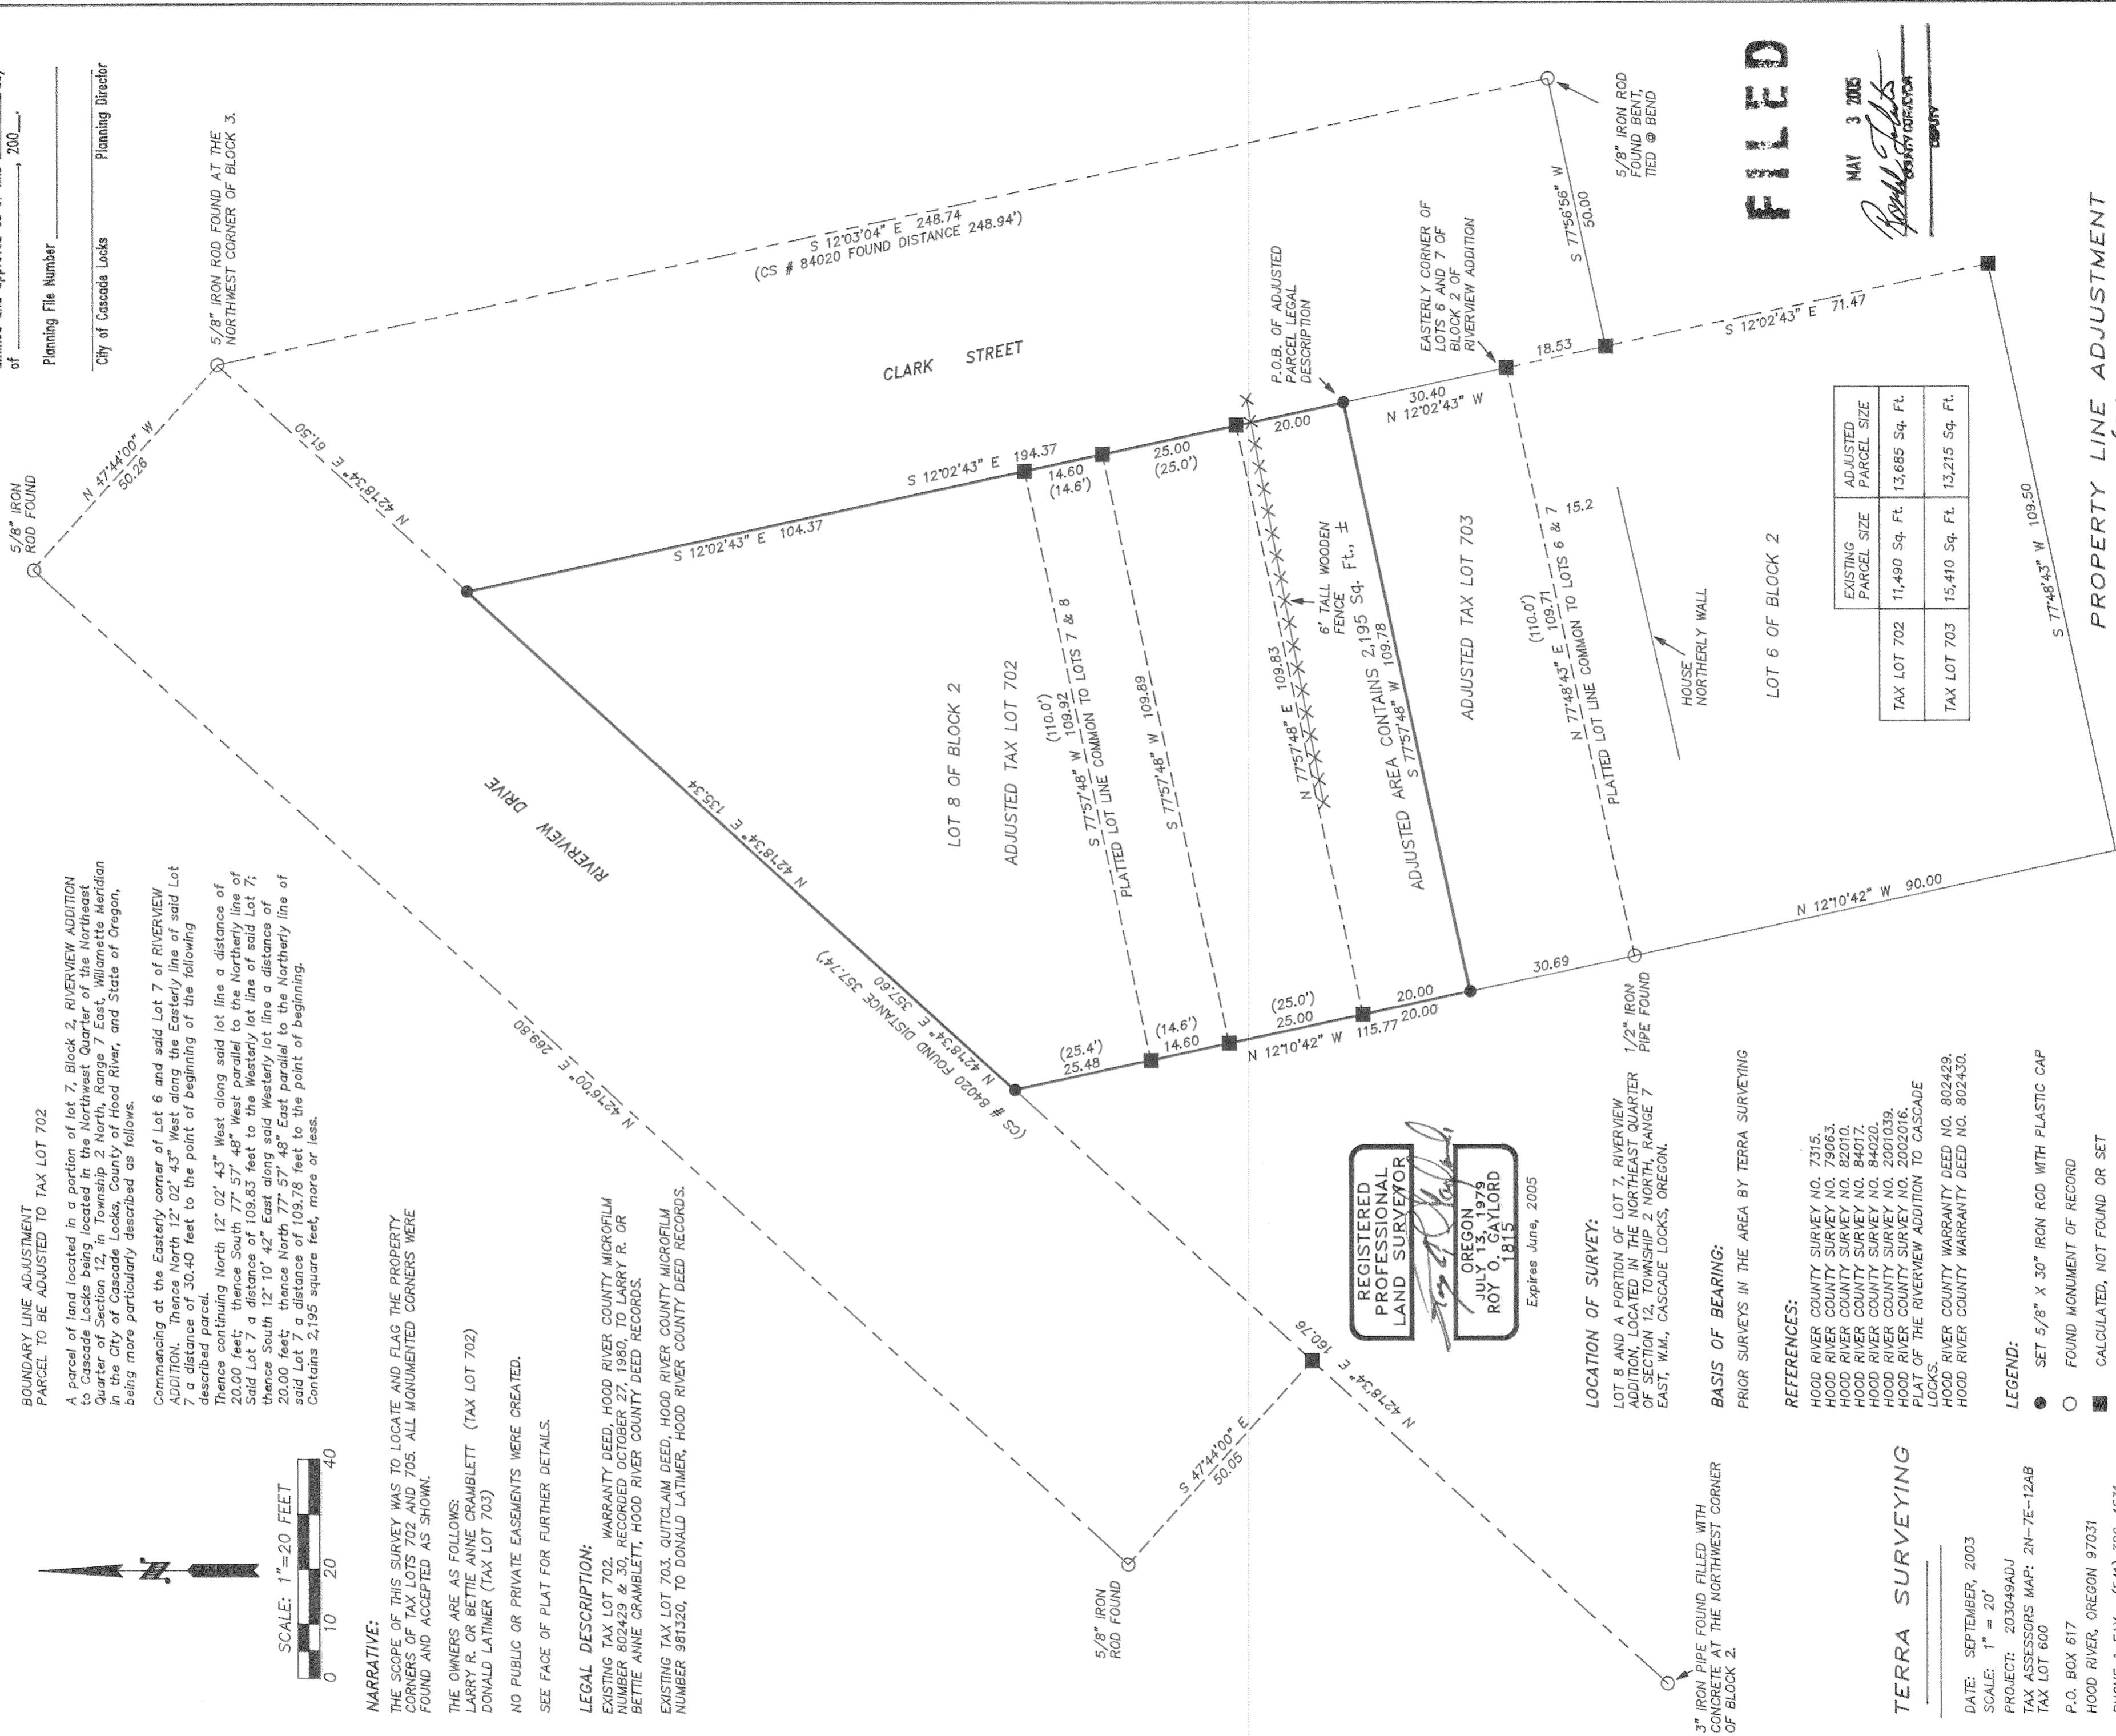 of ________, 200__.
Planning File Number ________
City of Cascade Locks Planning Director
BOUNDARY LINE ADJUSTMENT
PARCEL TO BE ADJUSTED TO TAX LOT 702
A parcel of land located in a portion of lot 7, Block 2, RIVERVIEW ADDITION
to Cascade Locks being located in the Northwest Quarter of the Northeast
Quarter of Section 12, in Township 2 North, Range 7 East, Willamette Meridian
in the City of Cascade Locks, County of Hood River, and State of Oregon,
being more particularly described as follows.
Commencing at the Easterly corner of Lot 6 and said Lot 7 of RIVERVIEW
ADDITION. Thence North 12° 02' 43" West along the Easterly line of said Lot
7 a distance of 30.40 feet to the point of beginning of the following
described parcel.
Thence continuing North 12° 02' 43" West along said lot line a distance of
20.00 feet; thence South 77° 57' 48" West parallel to the Northerly line of
Said Lot 7 a distance of 109.83 feet to the Westerly lot line of said Lot 7;
thence South 12° 10' 42" East along said Westerly lot line a distance of
20.00 feet; thence North 77° 57' 48" East parallel to the Northerly line of
said Lot 7 a distance of 109.78 feet to the point of beginning.
Contains 2,195 square feet, more or less.
SCALE: 1"=20 FEET
0 10 20 40
N
NARRATIVE:
THE SCOPE OF THIS SURVEY WAS TO LOCATE AND FLAG THE PROPERTY
CORNERS OF TAX LOTS 702 AND 705. ALL MONUMENTED CORNERS WERE
FOUND AND ACCEPTED AS SHOWN.
THE OWNERS ARE AS FOLLOWS:
LARRY R. OR BETTIE ANNE CRAMBLETT (TAX LOT 702)
DONALD LATIMER (TAX LOT 703)
NO PUBLIC OR PRIVATE EASEMENTS WERE CREATED.
SEE FACE OF PLAT FOR FURTHER DETAILS.
LEGAL DESCRIPTION:
EXISTING TAX LOT 702. WARRANTY DEED, HOOD RIVER COUNTY MICROFILM
NUMBER 802429 & 30, RECORDED OCTOBER 27, 1980, TO LARRY R. OR
BETTIE ANNE CRAMBLETT, HOOD RIVER COUNTY DEED RECORDS.
EXISTING TAX LOT 703. QUITCLAIM DEED, HOOD RIVER COUNTY MICROFILM
NUMBER 981320, TO DONALD LATIMER, HOOD RIVER COUNTY DEED RECORDS.
5/8" IRON
ROD FOUND
N 47°44'00" W
50.26
5/8" IRON ROD FOUND AT THE
NORTHWEST CORNER OF BLOCK 3.
N 42°18'34" E 61.50
S 12°03'04" E 248.74
(CS # 84020 FOUND DISTANCE 248.94')
CLARK STREET
N 42°16'00" E 269.80
RIVERVIEW DRIVE
N 42°18'34" E 135.34
N 42°18'34" E 357.60
(CS # 84020 FOUND DISTANCE 357.74')
S 12°02'43" E 104.37
S 12°02'43" E 194.37
14.60
(14.6')
25.00
(25.0')
20.00
P.O.B. OF ADJUSTED
PARCEL LEGAL
DESCRIPTION
30.40
N 12°02'43" W
EASTERLY CORNER OF
LOTS 6 AND 7 OF
BLOCK 2 OF
RIVERVIEW ADDITION
18.53
S 77°56'56" W
50.00
5/8" IRON ROD
FOUND BENT,
TIED @ BEND
S 12°02'43" E 71.47
LOT 8 OF BLOCK 2
ADJUSTED TAX LOT 702
(110.0')
S 77°57'48" W 109.92
PLATTED LOT LINE COMMON TO LOTS 7 & 8
S 77°57'48" W 109.89
N 77°57'48" E 109.83
6' TALL WOODEN
FENCE
ADJUSTED AREA CONTAINS 2,195 Sq. Ft., ±
S 77°57'48" W 109.78
ADJUSTED TAX LOT 703
(110.0')
N 77°48'43" E 109.71
PLATTED LOT LINE COMMON TO LOTS 6 & 7
15.2
HOUSE
NORTHERLY WALL
LOT 6 OF BLOCK 2
S 77°48'43" W 109.50
(25.4')
25.48
(14.6')
14.60
(25.0')
25.00
N 12°10'42" W 115.77
20.00
20.00
30.69
1/2" IRON
PIPE FOUND
N 12°10'42" W 90.00
N 42°18'34" E 160.76
S 47°44'00" E
50.05
5/8" IRON
ROD FOUND
3" IRON PIPE FOUND FILLED WITH
CONCRETE AT THE NORTHWEST CORNER
OF BLOCK 2.
EXISTING PARCEL SIZE ADJUSTED PARCEL SIZE
TAX LOT 702 11,490 Sq. Ft. 13,685 Sq. Ft.
TAX LOT 703 15,410 Sq. Ft. 13,215 Sq. Ft.
FILED
MAY 3 2005
COUNTY SURVEYOR
DEPUTY
REGISTERED
PROFESSIONAL
LAND SURVEYOR
OREGON
JULY 13, 1979
ROY O. GAYLORD
1815
Expires June, 2005
LOCATION OF SURVEY:
LOT 8 AND A PORTION OF LOT 7, RIVERVIEW
ADDITION, LOCATED IN THE NORTHEAST QUARTER
OF SECTION 12, TOWNSHIP 2 NORTH, RANGE 7
EAST, W.M., CASCADE LOCKS, OREGON.
BASIS OF BEARING:
PRIOR SURVEYS IN THE AREA BY TERRA SURVEYING
REFERENCES:
HOOD RIVER COUNTY SURVEY NO. 7315.
HOOD RIVER COUNTY SURVEY NO. 79063.
HOOD RIVER COUNTY SURVEY NO. 82010.
HOOD RIVER COUNTY SURVEY NO. 84017.
HOOD RIVER COUNTY SURVEY NO. 84020.
HOOD RIVER COUNTY SURVEY NO. 2001039.
HOOD RIVER COUNTY SURVEY NO. 2002016.
PLAT OF THE RIVERVIEW ADDITION TO CASCADE
LOCKS.
HOOD RIVER COUNTY WARRANTY DEED NO. 802429.
HOOD RIVER COUNTY WARRANTY DEED NO. 802430.
LEGEND:
SET 5/8" X 30" IRON ROD WITH PLASTIC CAP
FOUND MONUMENT OF RECORD
CALCULATED, NOT FOUND OR SET
TERRA SURVEYING
DATE: SEPTEMBER, 2003
SCALE: 1" = 20'
PROJECT: 203049ADJ
TAX ASSESSORS MAP: 2N-7E-12AB
TAX LOT 600
P.O. BOX 617
HOOD RIVER, OREGON 97031
PROPERTY LINE ADJUSTMENT